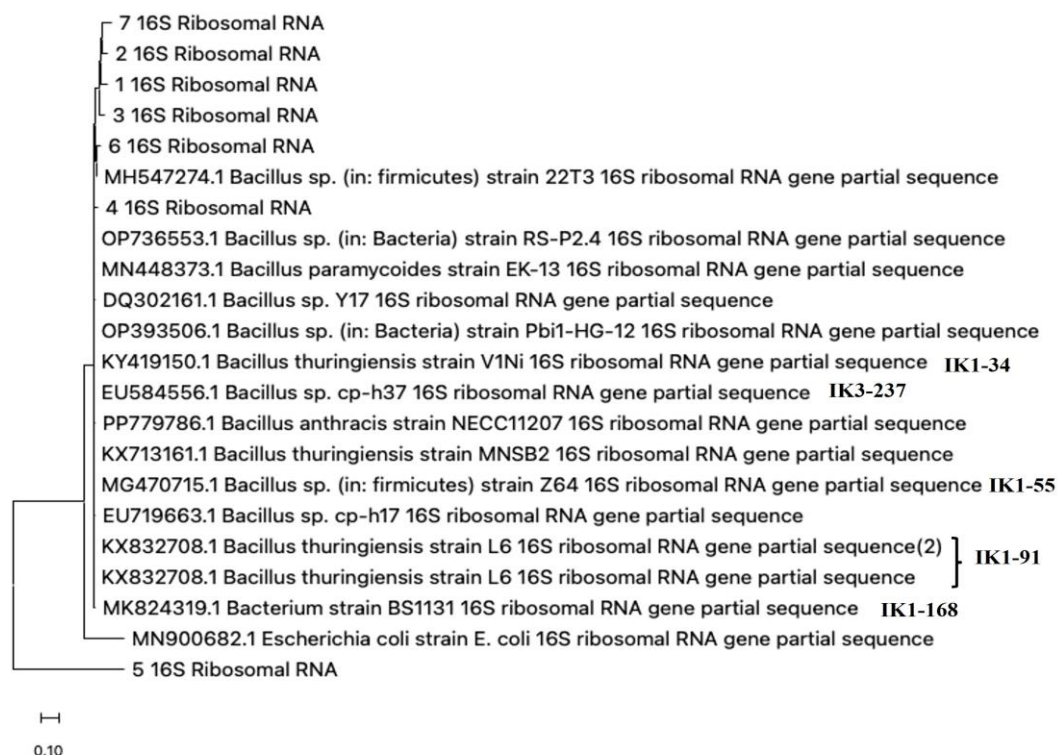 7 16S Ribosomal RNA
2 16S Ribosomal RNA
1 16S Ribosomal RNA
3 16S Ribosomal RNA
6 16S Ribosomal RNA
MH547274.1 Bacillus sp. (in: firmicutes) strain 22T3 16S ribosomal RNA gene partial sequence
4 16S Ribosomal RNA
OP736553.1 Bacillus sp. (in: Bacteria) strain RS-P2.4 16S ribosomal RNA gene partial sequence
MN448373.1 Bacillus paramycoides strain EK-13 16S ribosomal RNA gene partial sequence
DQ302161.1 Bacillus sp. Y17 16S ribosomal RNA gene partial sequence
OP393506.1 Bacillus sp. (in: Bacteria) strain Pbi1-HG-12 16S ribosomal RNA gene partial sequence
KY419150.1 Bacillus thuringiensis strain V1Ni 16S ribosomal RNA gene partial sequence IK1-34
EU584556.1 Bacillus sp. cp-h37 16S ribosomal RNA gene partial sequence IK3-237
PP779786.1 Bacillus anthracis strain NECC11207 16S ribosomal RNA gene partial sequence
KX713161.1 Bacillus thuringiensis strain MNSB2 16S ribosomal RNA gene partial sequence
MG470715.1 Bacillus sp. (in: firmicutes) strain Z64 16S ribosomal RNA gene partial sequence IK1-55
EU719663.1 Bacillus sp. cp-h17 16S ribosomal RNA gene partial sequence
KX832708.1 Bacillus thuringiensis strain L6 16S ribosomal RNA gene partial sequence(2)
IK1-91
KX832708.1 Bacillus thuringiensis strain L6 16S ribosomal RNA gene partial sequence
MK824319.1 Bacterium strain BS1131 16S ribosomal RNA gene partial sequence IK1-168
MN900682.1 Escherichia coli strain E. coli 16S ribosomal RNA gene partial sequence
5 16S Ribosomal RNA
0.10